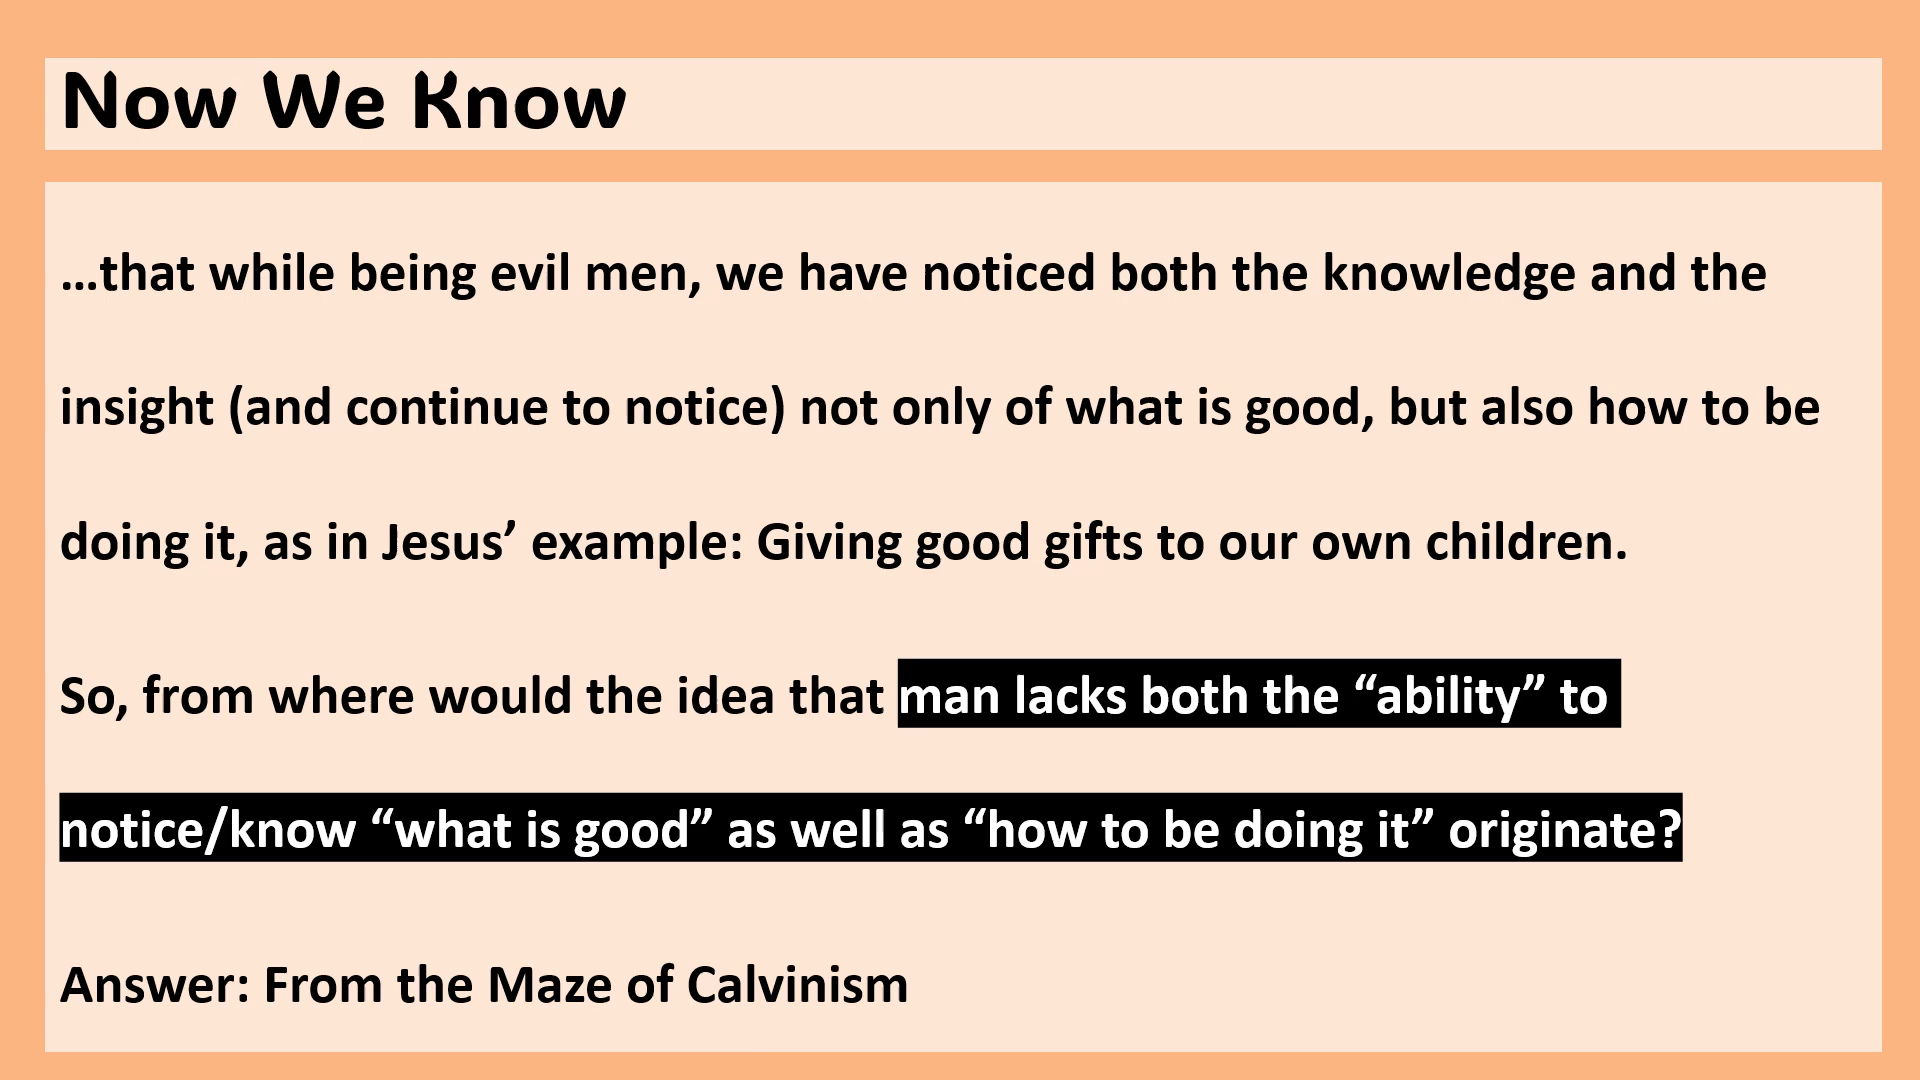 Now We Know
…that while being evil men, we have noticed both the knowledge and the
insight (and continue to notice) not only of what is good, but also how to be
doing it, as in Jesus’ example: Giving good gifts to our own children.
So, from where would the idea that man lacks both the “ability” to
notice/know “what is good” as well as “how to be doing it” originate?
Answer: From the Maze of Calvinism